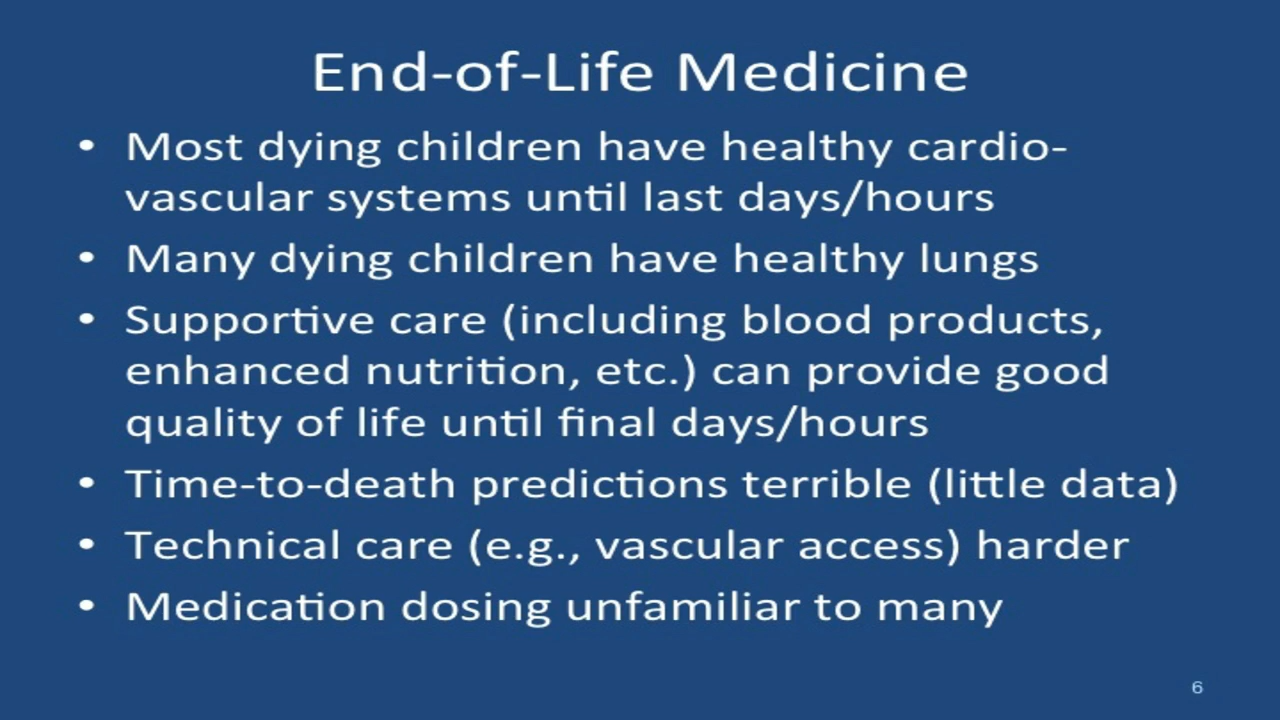 End-of-Life Medicine
• Most dying children have healthy cardio-
vascular systems until last days/hours
• Many dying children have healthy lungs
• Supportive care (including blood products,
enhanced nutrition, etc.) can provide good
quality of life until final days/hours
• Time-to-death predictions terrible (little data)
• Technical care (e.g., vascular access) harder
• Medication dosing unfamiliar to many
6